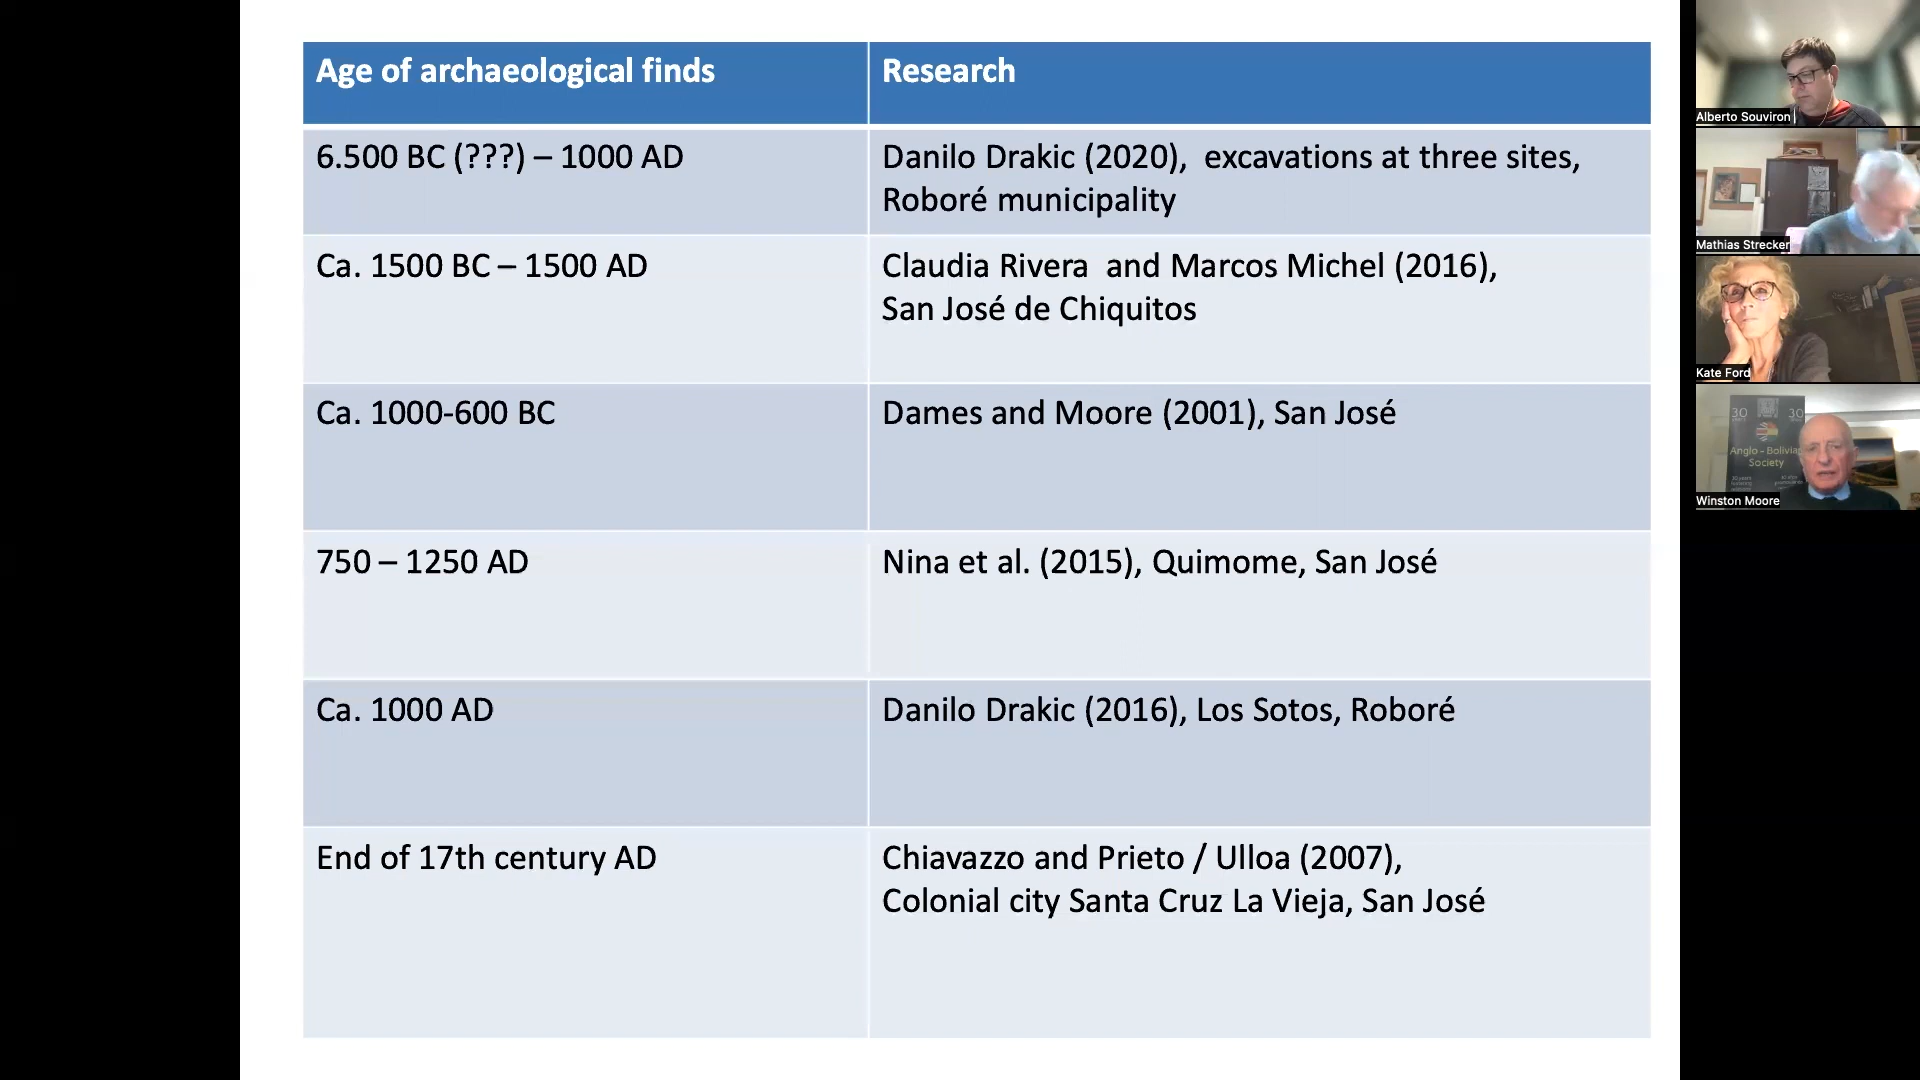 Age of archaeological finds
Research
6.500 BC (???) – 1000 AD
Danilo Drakic (2020),  excavations at three sites,
Roboré municipality
Ca. 1500 BC – 1500 AD
Claudia Rivera  and Marcos Michel (2016),
San José de Chiquitos
Ca. 1000-600 BC
Dames and Moore (2001), San José
750 – 1250 AD
Nina et al. (2015), Quimome, San José
Ca. 1000 AD
Danilo Drakic (2016), Los Sotos, Roboré
End of 17th century AD
Chiavazzo and Prieto / Ulloa (2007),
Colonial city Santa Cruz La Vieja, San José
Alberto Souviron
Mathias Strecker
Kate Ford
30 30
Anglo - Bolivia
Society
Winston Moore